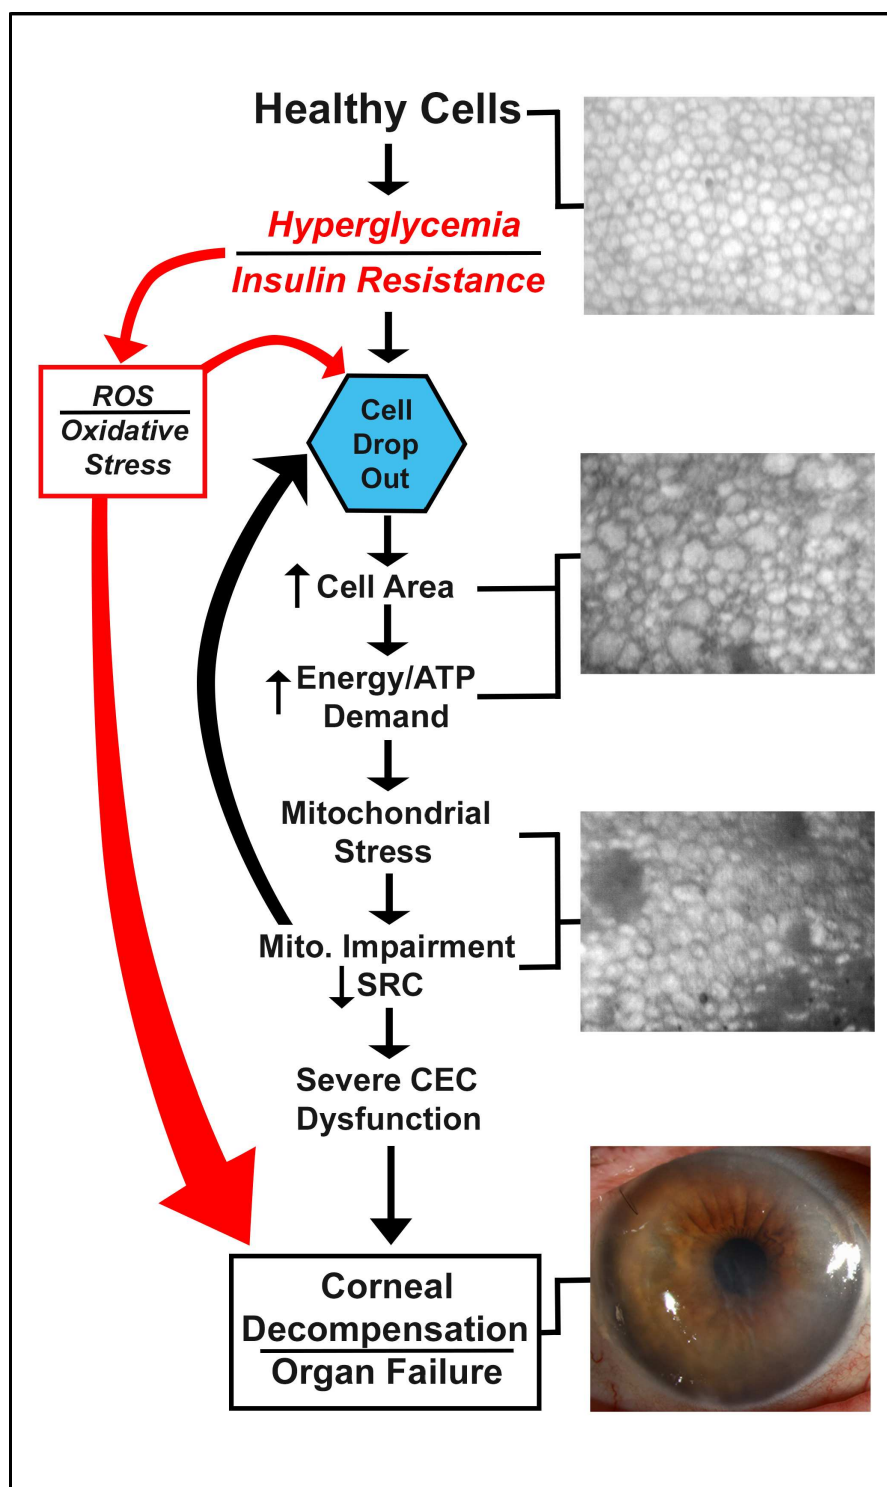 Healthy Cells
Hyperglycemia
Insulin Resistance
ROS
Oxidative
Stress
Cell
Drop
Out
↑ Cell Area
↑ Energy/ATP
Demand
Mitochondrial
Stress
Mito. Impairment
↓ SRC
Severe CEC
Dysfunction
Corneal
Decompensation
Organ Failure